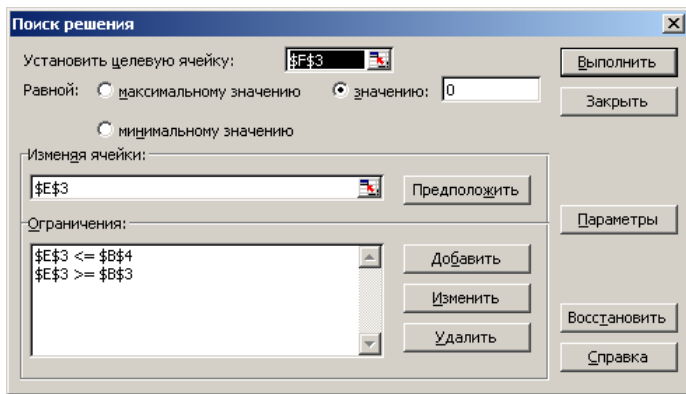 Поиск решения
Установить целевую ячейку: $F$3
Выполнить
Равной: максимальному значению значению: 0
Закрыть
минимальному значению
Изменяя ячейки:
$E$3
Предположить
Параметры
Ограничения:
$E$3 <= $B$4
$E$3 >= $B$3
Добавить
Изменить
Удалить
Восстановить
Справка